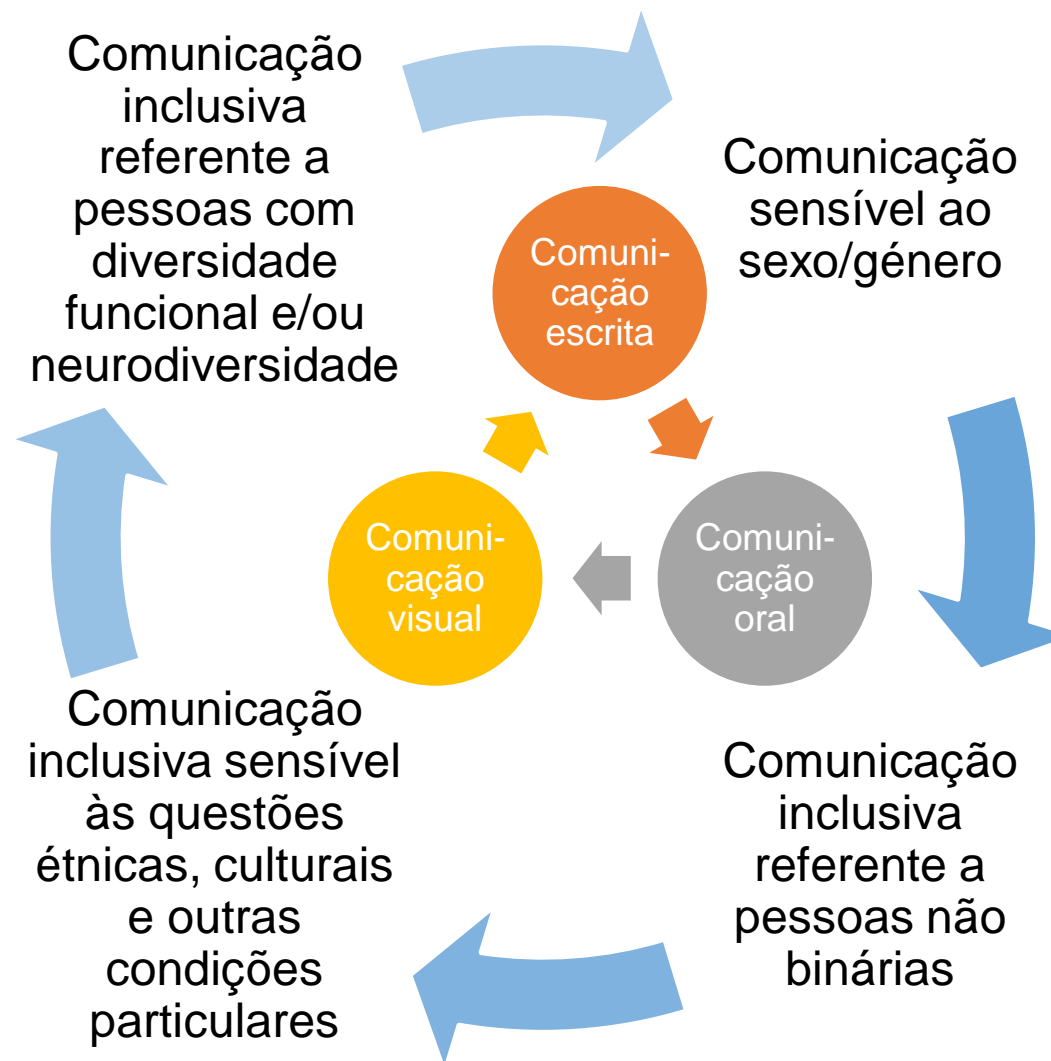 Comunicação
inclusiva
referente a
pessoas com
diversidade
funcional e/ou
neurodiversidade
Comunicação
sensível ao
sexo/género
Comuni-
cação
escrita
Comuni-
cação
visual
Comuni-
cação
oral
Comunicação
inclusiva sensível
às questões
étnicas, culturais
e outras
condições
particulares
Comunicação
inclusiva
referente a
pessoas não
binárias